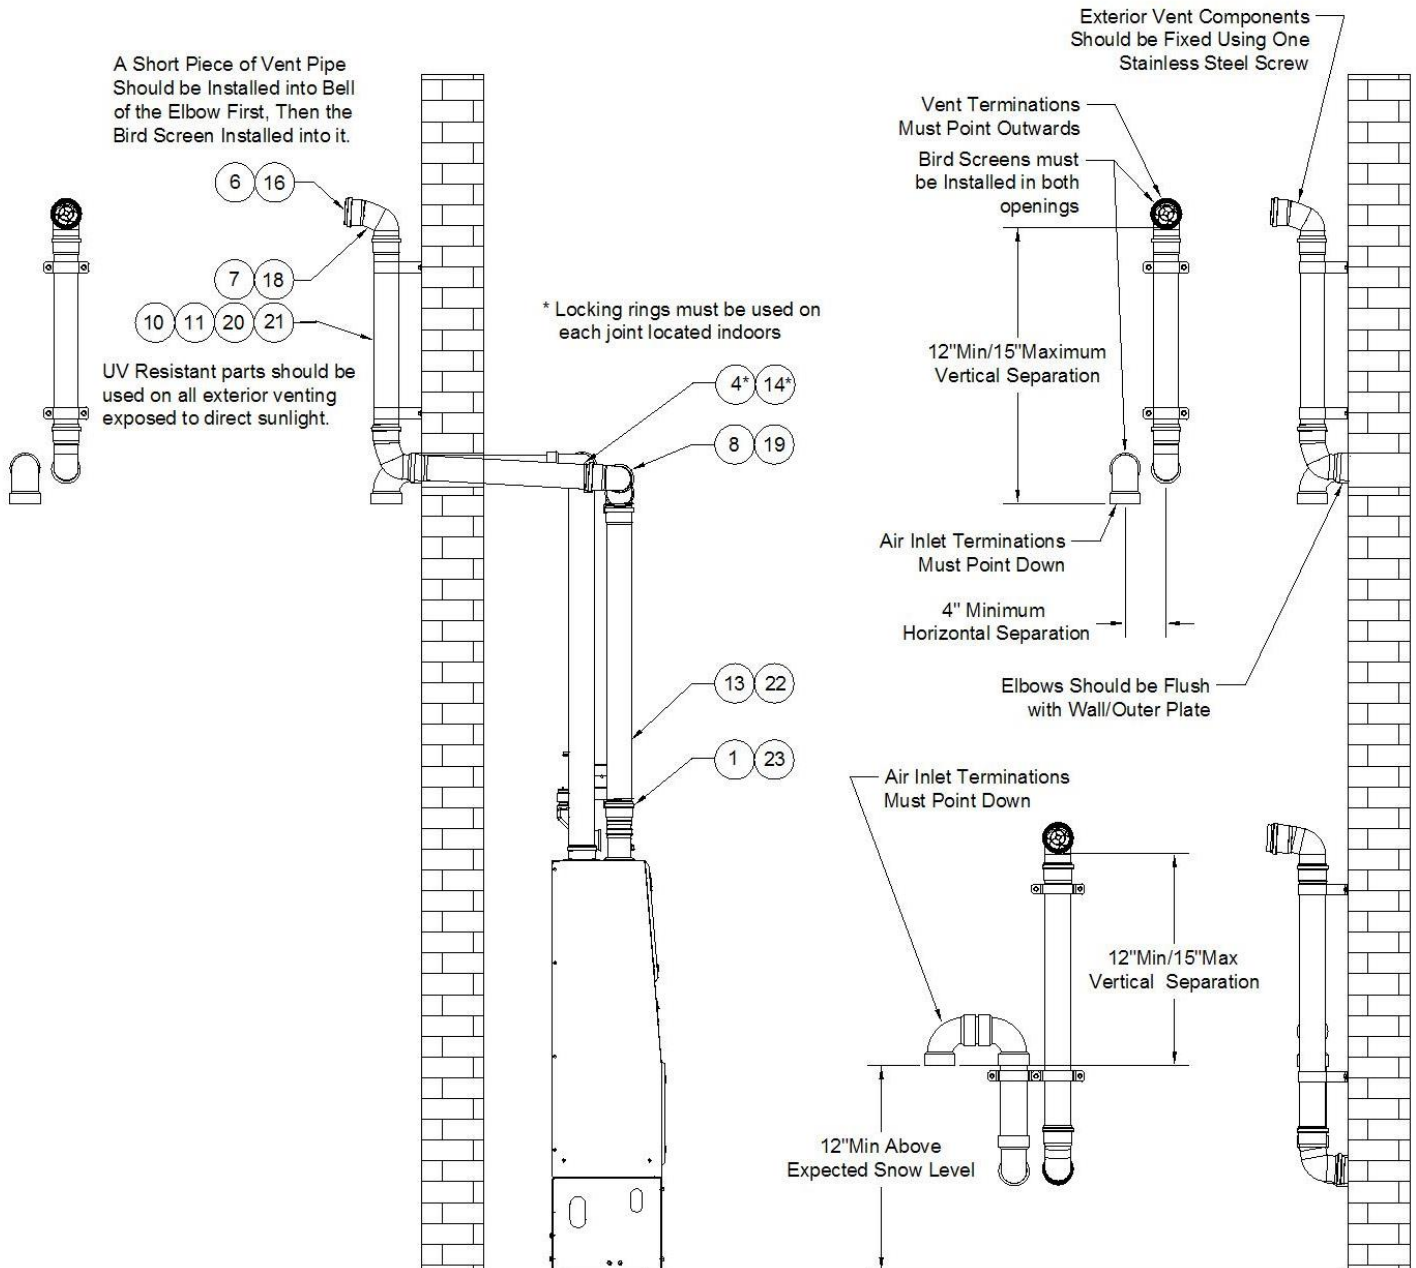 A Short Piece of Vent Pipe
Should be Installed into Bell
of the Elbow First, Then the
Bird Screen Installed into it.
6 16
7 18
10 11 20 21
UV Resistant parts should be
used on all exterior venting
exposed to direct sunlight.
* Locking rings must be used on
each joint located indoors
4* 14*
8 19
13 22
1 23
Exterior Vent Components
Should be Fixed Using One
Stainless Steel Screw
Vent Terminations
Must Point Outwards
Bird Screens must
be Installed in both
openings
12"Min/15"Maximum
Vertical Separation
Air Inlet Terminations
Must Point Down
4" Minimum
Horizontal Separation
Elbows Should be Flush
with Wall/Outer Plate
Air Inlet Terminations
Must Point Down
12"Min/15"Max
Vertical Separation
12"Min Above
Expected Snow Level